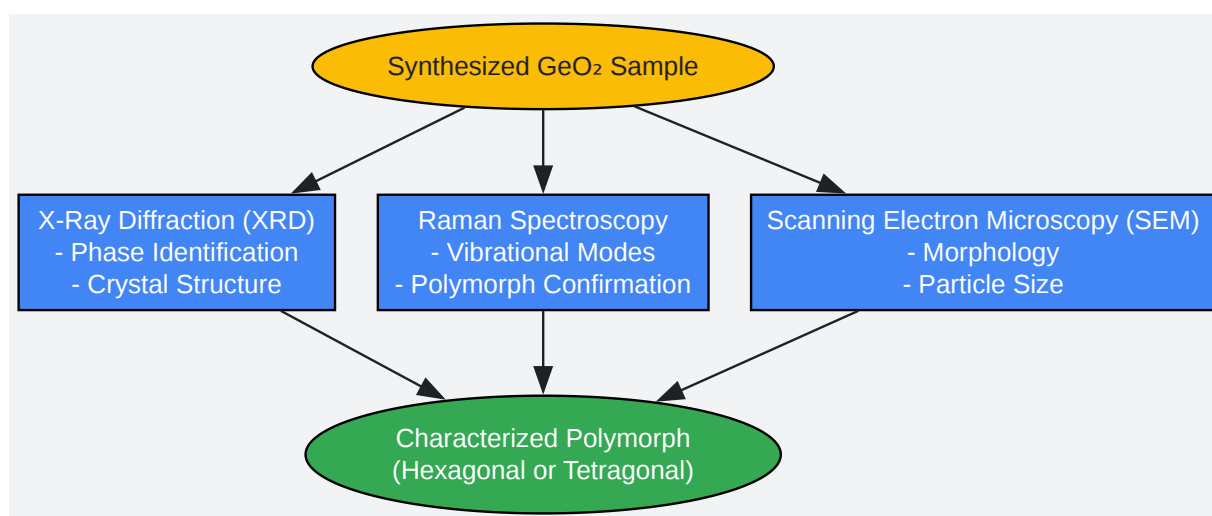 Synthesized GeO₂ Sample
X-Ray Diffraction (XRD)
- Phase Identification
- Crystal Structure
Raman Spectroscopy
- Vibrational Modes
- Polymorph Confirmation
Scanning Electron Microscopy (SEM)
- Morphology
- Particle Size
Characterized Polymorph
(Hexagonal or Tetragonal)